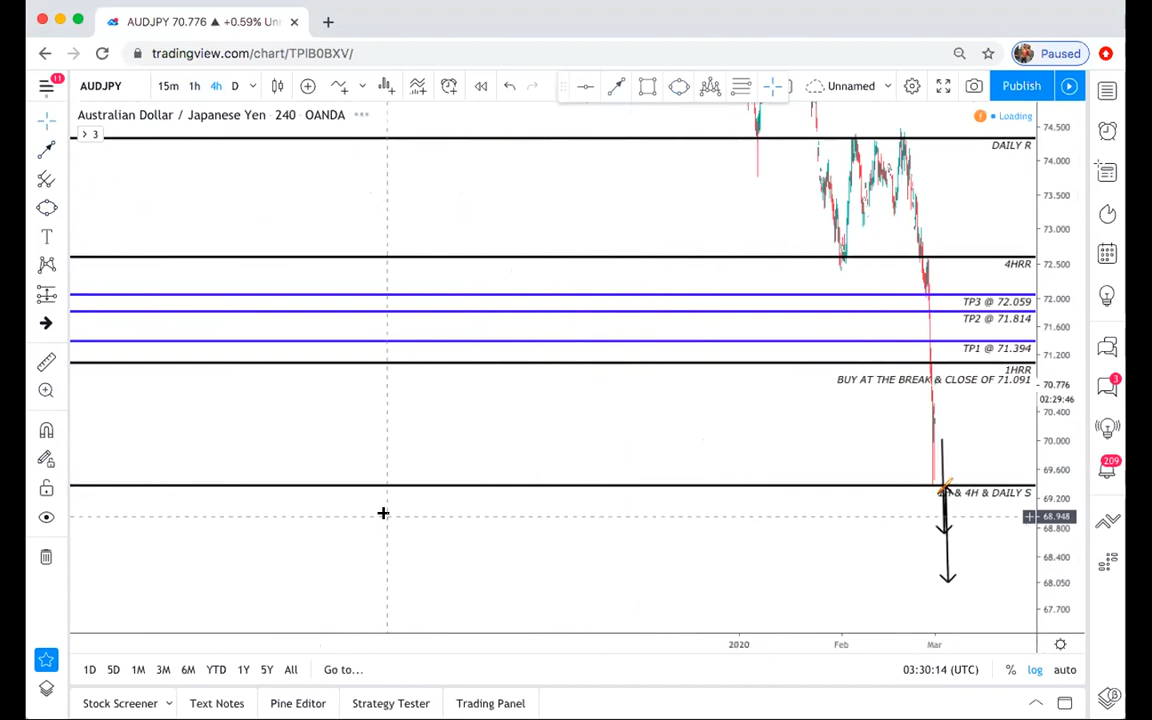 AUDJPY 70.776 ▲ +0.59%
tradingview.com/chart/TPIB0BXV/
Paused
11
AUDJPY 15m 1h 4h D
Unnamed
Publish
Australian Dollar / Japanese Yen · 240 · OANDA
Loading
3
74.500
DAILY R
74.000
73.500
73.000
4HRR
72.500
TP3 @ 72.059
72.000
TP2 @ 71.814
71.600
TP1 @ 71.394
71.200
1HRR
BUY AT THE BREAK & CLOSE OF 71.091
70.776
02:29:46
70.400
70.000
69.600
& 4H & DAILY S
69.200
68.948
68.800
68.400
68.050
67.700
3
209
2020 Feb Mar
1D 5D 1M 3M 6M YTD 1Y 5Y All Go to...
03:30:14 (UTC) % log auto
Stock Screener Text Notes Pine Editor Strategy Tester Trading Panel